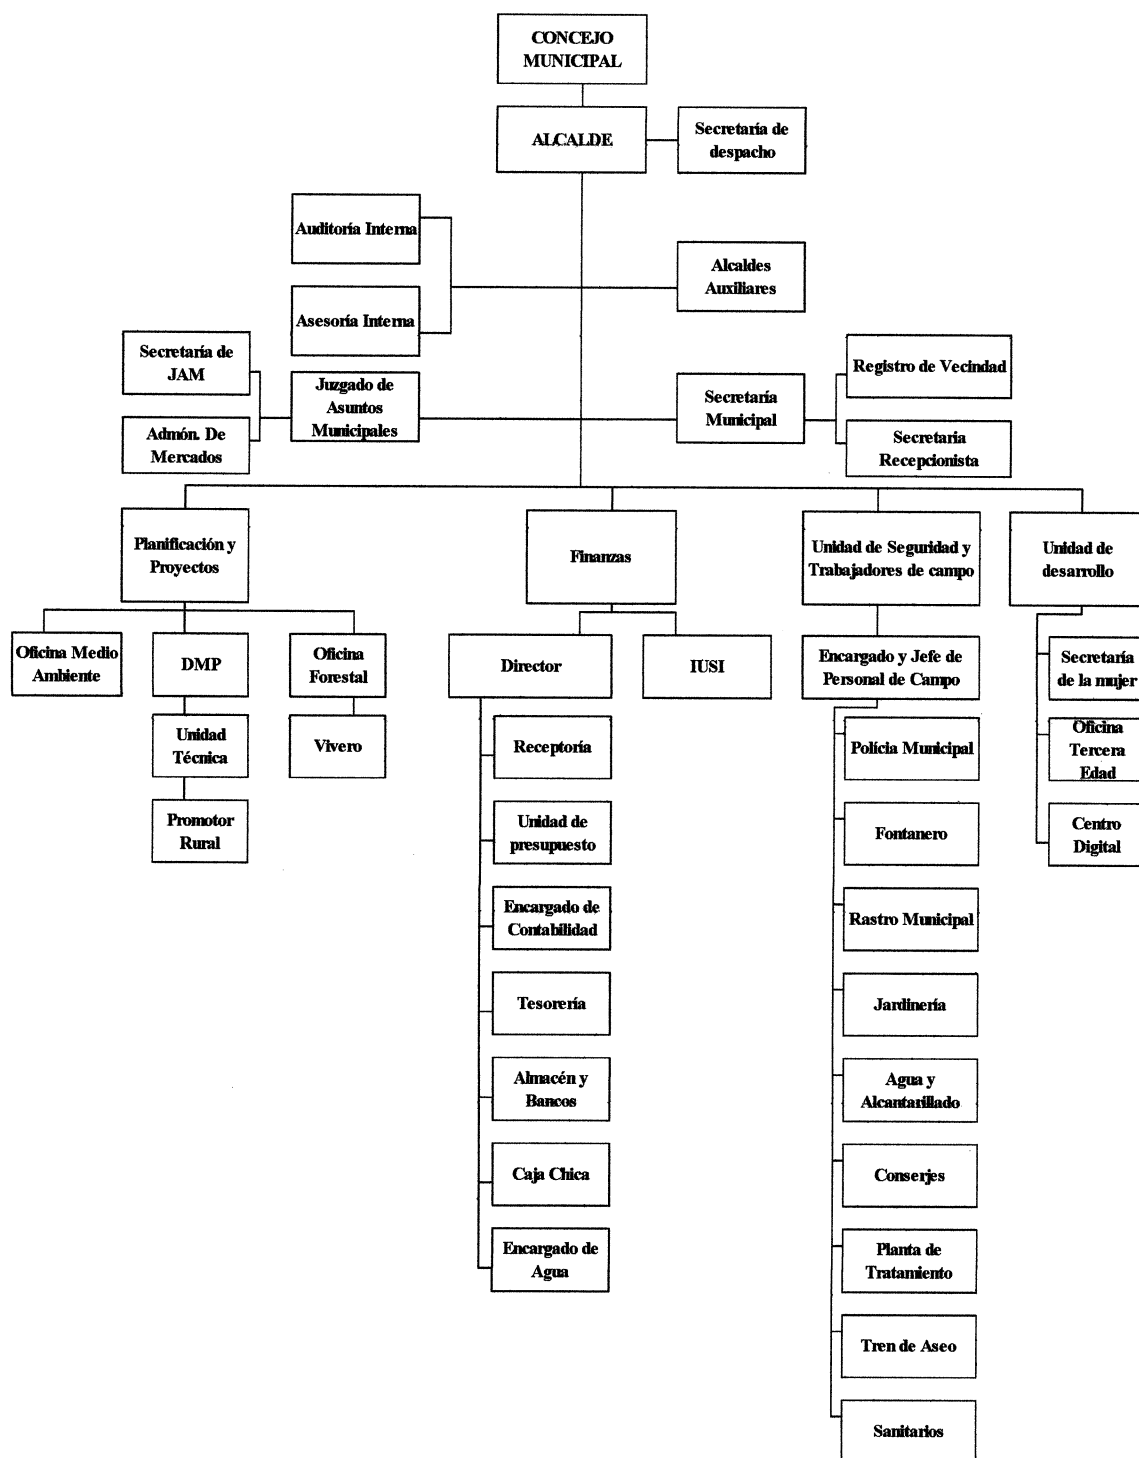 CONCEJO
MUNICIPAL
ALCALDE
Secretaría de
despacho
Auditoría Interna
Alcaldes
Auxiliares
Asesoría Interna
Secretaría de
JAM
Admón. De
Mercados
Juzgado de
Asuntos
Municipales
Secretaría
Municipal
Registro de Vecindad
Secretaria
Recepcionista
Planificación y
Proyectos
Finanzas
Unidad de Seguridad y
Trabajadores de campo
Unidad de
desarrollo
Oficina Medio
Ambiente
DMP
Oficina
Forestal
Director
IUSI
Encargado y Jefe de
Personal de Campo
Secretaría
de la mujer
Unidad
Técnica
Vivero
Receptoría
Policía Municipal
Oficina
Tercera
Edad
Promotor
Rural
Unidad de
presupuesto
Fontanero
Centro
Digital
Encargado de
Contabilidad
Rastro Municipal
Tesorería
Jardinería
Almacén y
Bancos
Agua y
Alcantarillado
Caja Chica
Conserjes
Encargado de
Agua
Planta de
Tratamiento
Tren de Aseo
Sanitarios